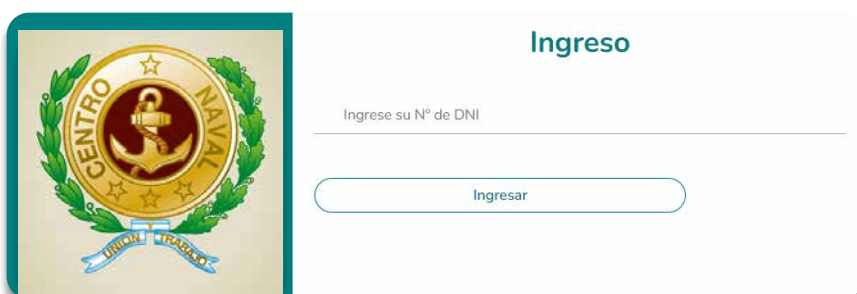 CENTRO NAVAL
UNION Y TRABAJO
Ingreso
Ingrese su N° de DNI
Ingresar